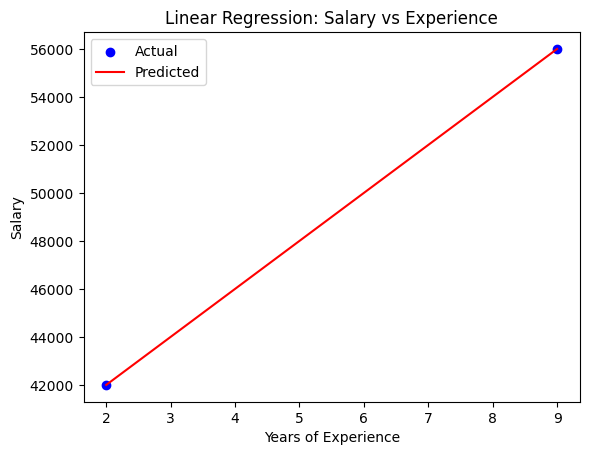 Linear Regression: Salary vs Experience
Actual
Predicted
56000
54000
52000
50000
48000
46000
44000
42000
Salary
2 3 4 5 6 7 8 9
Years of Experience